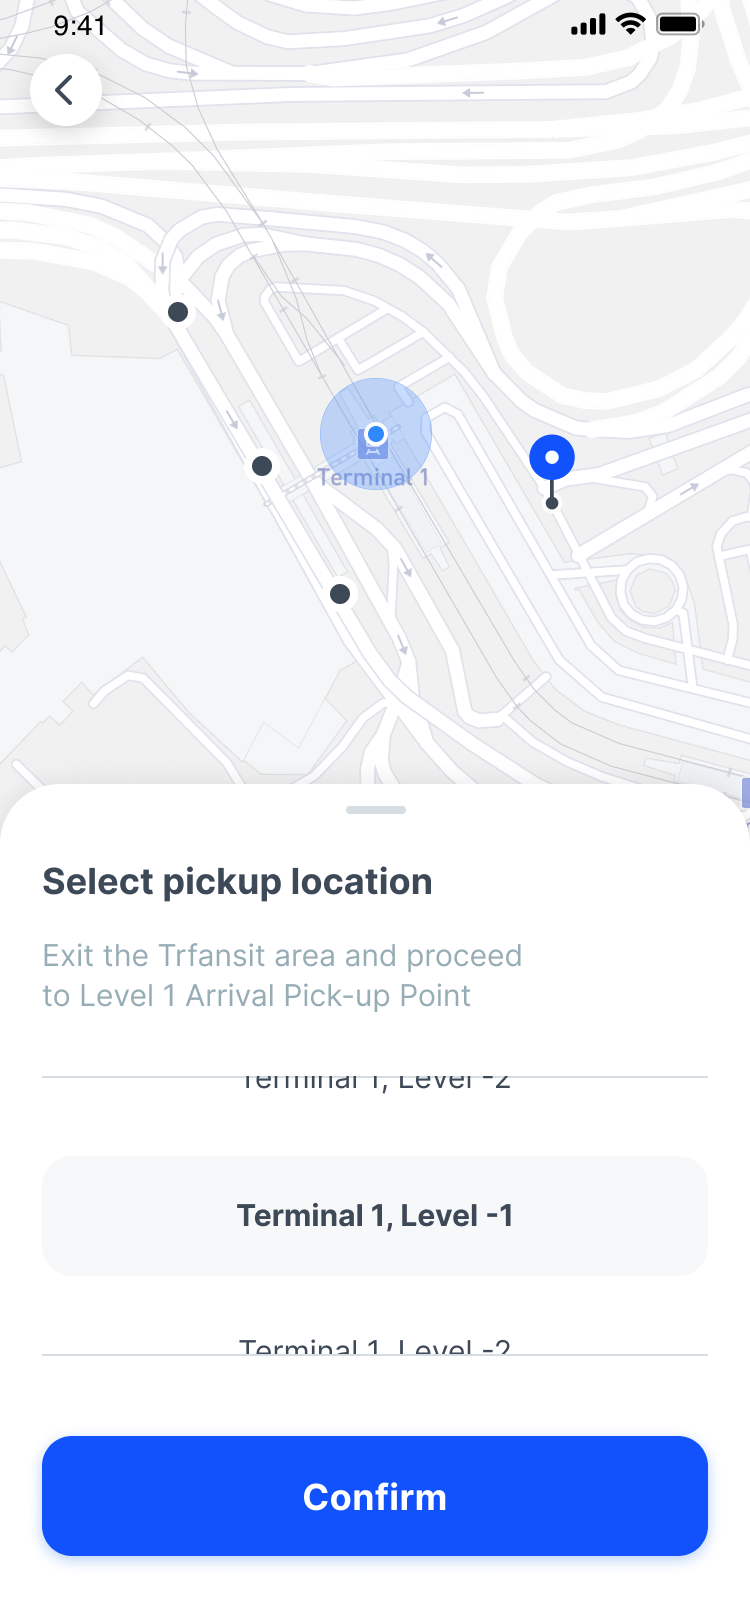 9:41
Terminal 1
Select pickup location
Exit the Trfansit area and proceed
to Level 1 Arrival Pick-up Point
Terminal 1, Level -2
Terminal 1, Level -1
Terminal 1, Level -2
Confirm